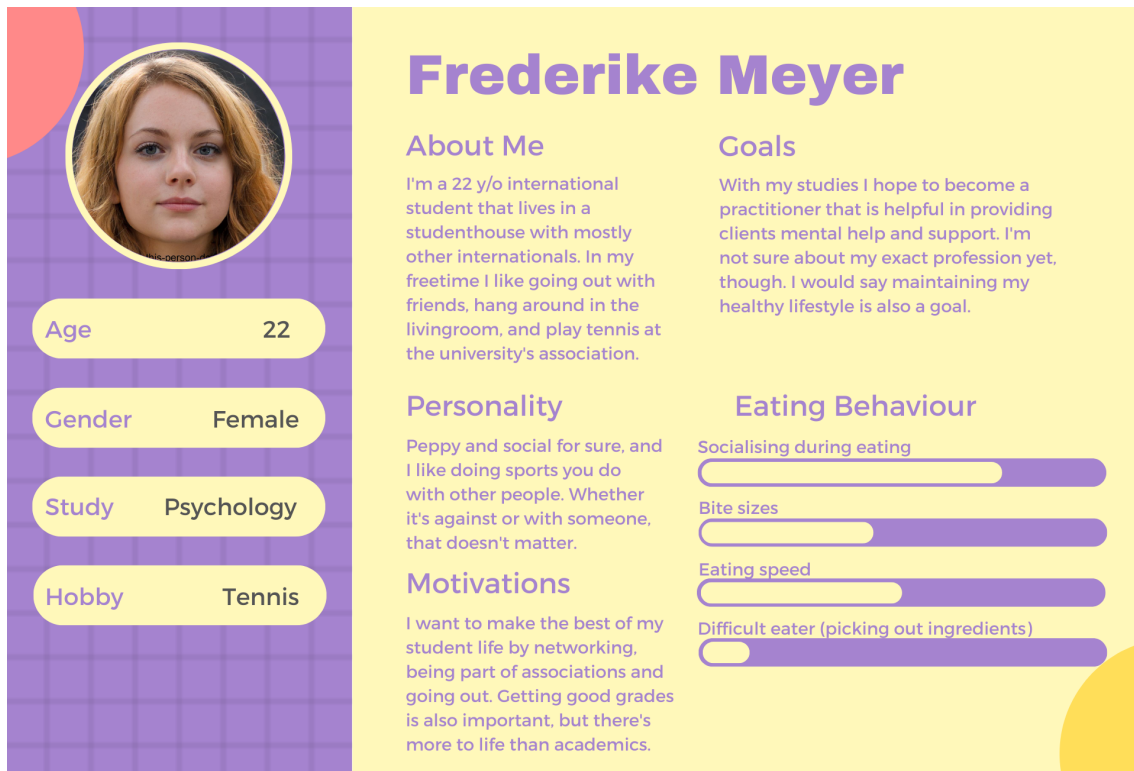 this-person-
Age 22
Gender Female
Study Psychology
Hobby Tennis
Frederike Meyer
About Me
I'm a 22 y/o international
student that lives in a
studenthouse with mostly
other internationals. In my
freetime I like going out with
friends, hang around in the
livingroom, and play tennis at
the university's association.
Goals
With my studies I hope to become a
practitioner that is helpful in providing
clients mental help and support. I'm
not sure about my exact profession yet,
though. I would say maintaining my
healthy lifestyle is also a goal.
Personality
Peppy and social for sure, and
I like doing sports you do
with other people. Whether
it's against or with someone,
that doesn't matter.
Motivations
I want to make the best of my
student life by networking,
being part of associations and
going out. Getting good grades
is also important, but there's
more to life than academics.
Eating Behaviour
Socialising during eating
Bite sizes
Eating speed
Difficult eater (picking out ingredients)